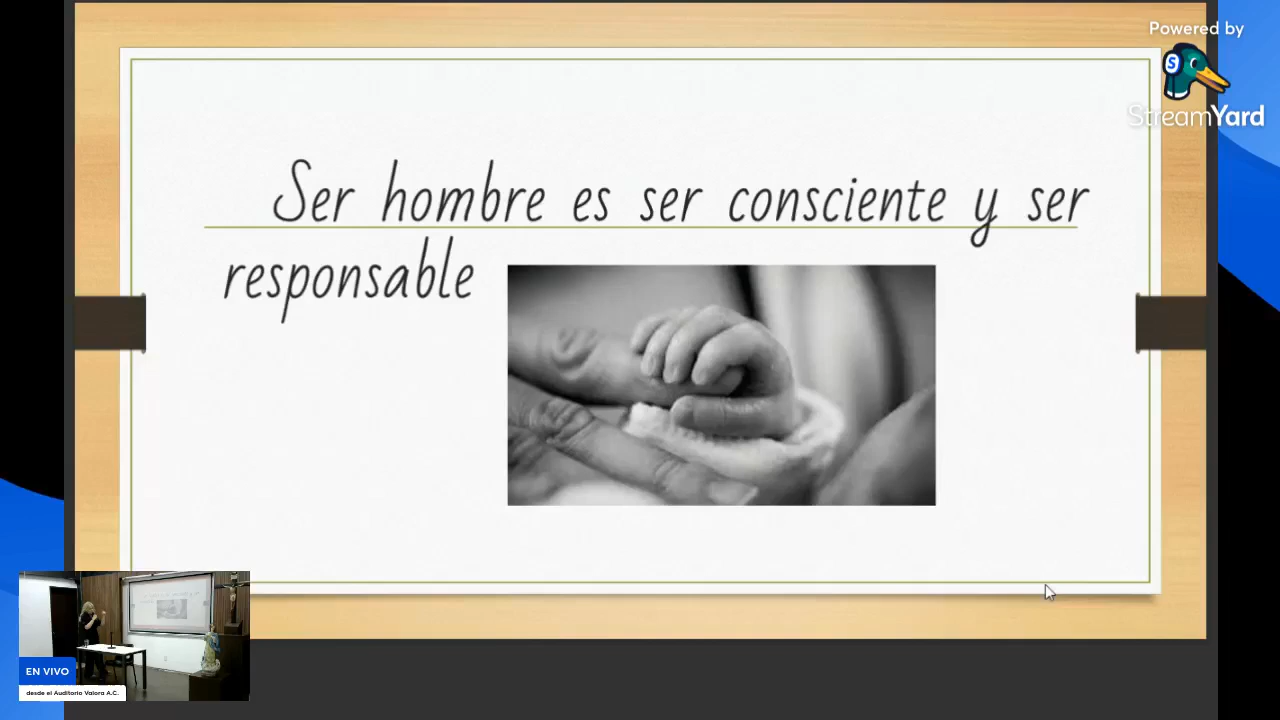 Powered by
StreamYard
Ser hombre es ser consciente y ser
responsable
EN VIVO
desde el Auditorio Valora A.C.